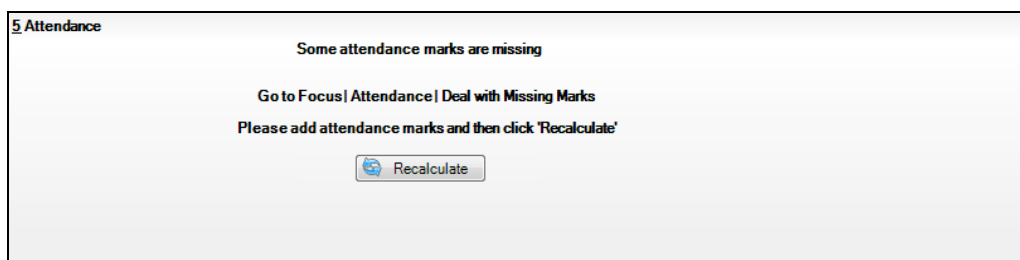 5 Attendance
Some attendance marks are missing
Go to Focus| Attendance| Deal with Missing Marks
Please add attendance marks and then click 'Recalculate'
Recalculate